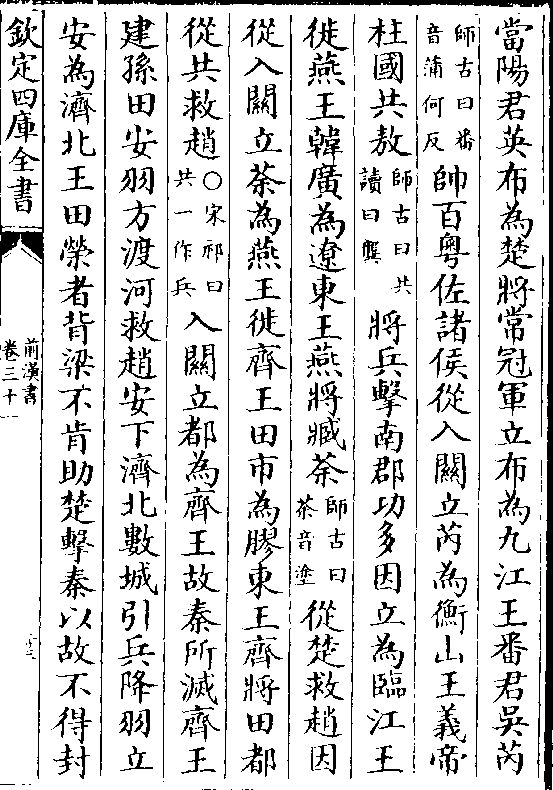 當陽君英布為楚將常冠軍立布為九江王番君吳芮
師古曰番
音蒲何反
帥百粵佐諸侯從入關立芮為衡山王義帝
柱國共敖
師古曰共
讀曰龔
將兵擊南郡功多因立為臨江王
徙燕王韓廣為遼東王燕將臧荼
師古曰
荼音塗
從楚救趙因
從入關立荼為燕王徙齊王田市為膠東王齊將田都
從共救趙
○宋祁曰
共一作兵
入關立都為齊王故秦所滅齊王
建孫田安羽方渡河救趙安下濟北數城引兵降羽立
安為濟北王田榮者背梁不肯助楚擊秦以故不得封
欽定四庫全書
前漢書
卷三十一